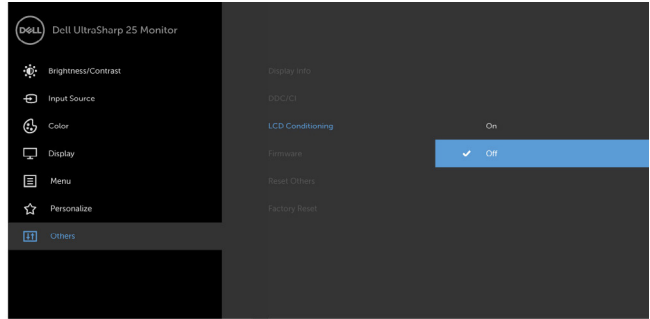 DELL
Dell UltraSharp 25 Monitor
Brightness/Contrast
Input Source
Color
Display
Menu
Personalize
Others
Display Info
DDC/CI
LCD Conditioning
Firmware
Reset Others
Factory Reset
On
Off